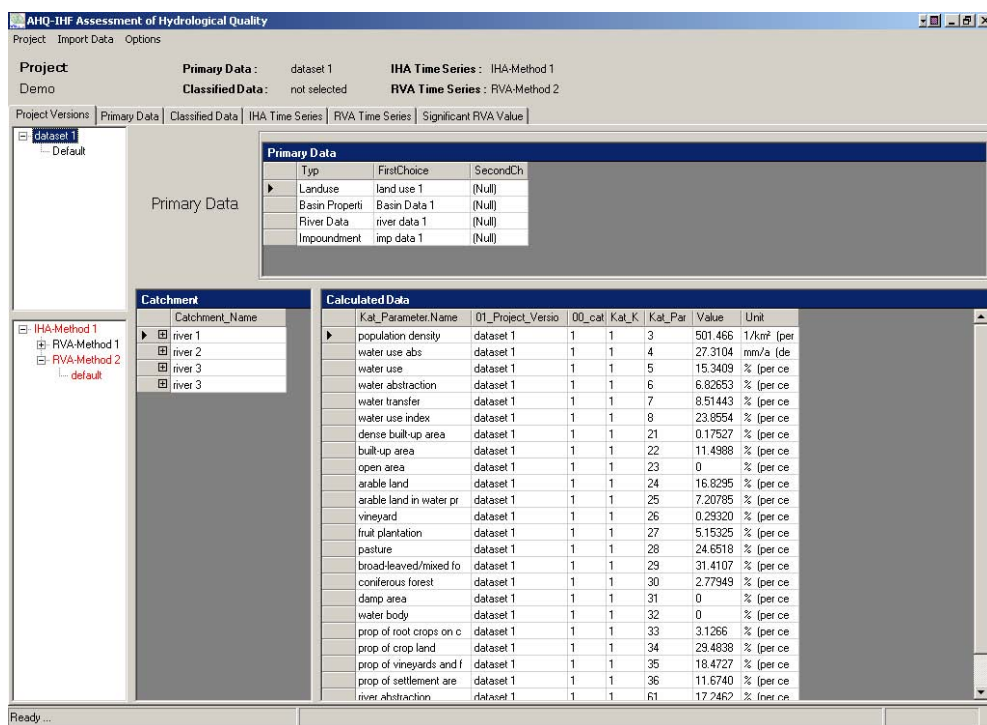 AHQ-IHF Assessment of Hydrological Quality
Project Import Data Options
Project Primary Data : dataset 1 IHA Time Series : IHA-Method 1
Demo Classified Data : not selected RVA Time Series : RVA-Method 2
Project Versions Primary Data Classified Data IHA Time Series RVA Time Series Significant RVA Value
dataset 1
Default
Primary Data
Primary Data
Typ FirstChoice SecondCh
Landuse land use 1 (Null)
Basin Properti Basin Data 1 (Null)
River Data river data 1 (Null)
Impoundment imp data 1 (Null)
IHA-Method 1
RVA-Method 1
RVA-Method 2
default
Catchment
Catchment_Name
river 1
river 2
river 3
river 3
Calculated Data
Kat_Parameter.Name 01_Project_Versio 00_cat Kat_K Kat_Par Value Unit
population density dataset 1 1 1 3 501.466 1/km² (per
water use abs dataset 1 1 1 4 27.3104 mm/a (de
water use dataset 1 1 1 5 15.3409 % (per ce
water abstraction dataset 1 1 1 6 6.82653 % (per ce
water transfer dataset 1 1 1 7 8.51443 % (per ce
water use index dataset 1 1 1 8 23.8554 % (per ce
dense built-up area dataset 1 1 1 21 0.17527 % (per ce
built-up area dataset 1 1 1 22 11.4988 % (per ce
open area dataset 1 1 1 23 0 % (per ce
arable land dataset 1 1 1 24 16.8295 % (per ce
arable land in water pr dataset 1 1 1 25 7.20785 % (per ce
vineyard dataset 1 1 1 26 0.29320 % (per ce
fruit plantation dataset 1 1 1 27 5.15325 % (per ce
pasture dataset 1 1 1 28 24.6518 % (per ce
broad-leaved/mixed fo dataset 1 1 1 29 31.4107 % (per ce
coniferous forest dataset 1 1 1 30 2.77949 % (per ce
damp area dataset 1 1 1 31 0 % (per ce
water body dataset 1 1 1 32 0 % (per ce
prop of root crops on c dataset 1 1 1 33 3.1266 % (per ce
prop of crop land dataset 1 1 1 34 29.4838 % (per ce
prop of vineyards and f dataset 1 1 1 35 18.4727 % (per ce
prop of settlement are dataset 1 1 1 36 11.6740 % (per ce
river abstraction dataset 1 1 1 61 17.2462 % (per ce
Ready ...